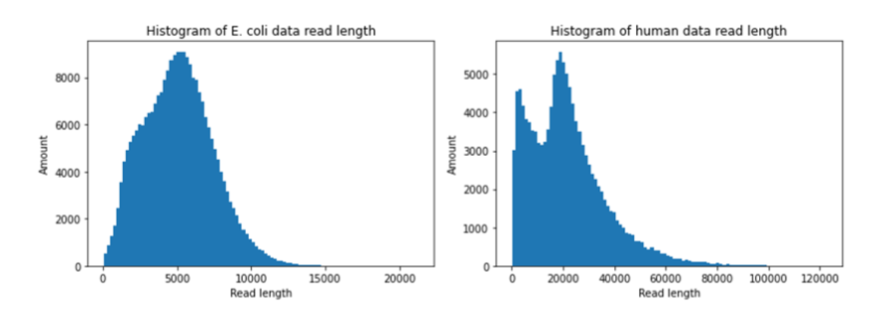 Histogram of E. coli data read length
8000
6000
4000
2000
0
Amount
0 5000 10000 15000 20000
Read length
Histogram of human data read length
5000
4000
3000
2000
1000
0
Amount
0 20000 40000 60000 80000 100000 120000
Read length